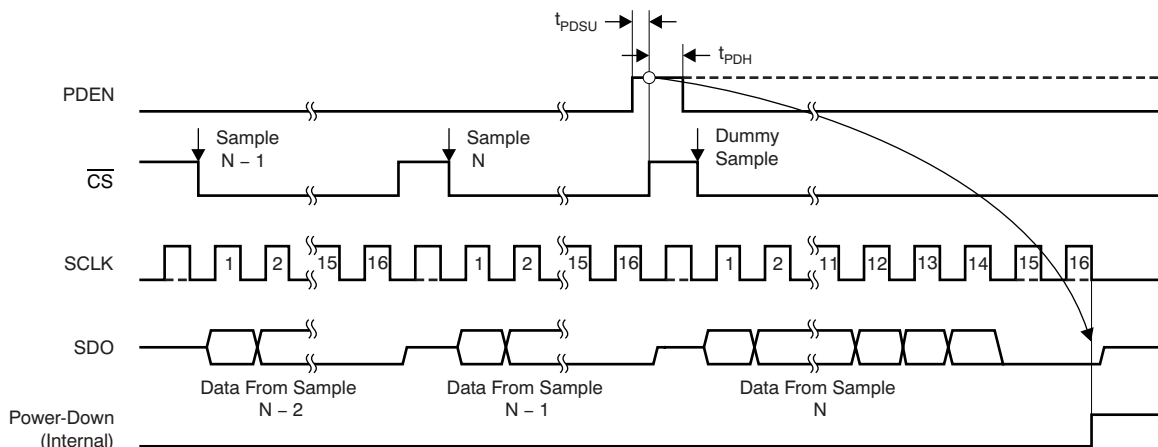 tPDSU
tPDH
PDEN
Sample
N – 1
Sample
N
Dummy
Sample
CS
SCLK
1 2 15 16 1 2 15 16 1 2 11 12 13 14 15 16
SDO
Data From Sample
N – 2
Data From Sample
N – 1
Data From Sample
N
Power-Down
(Internal)